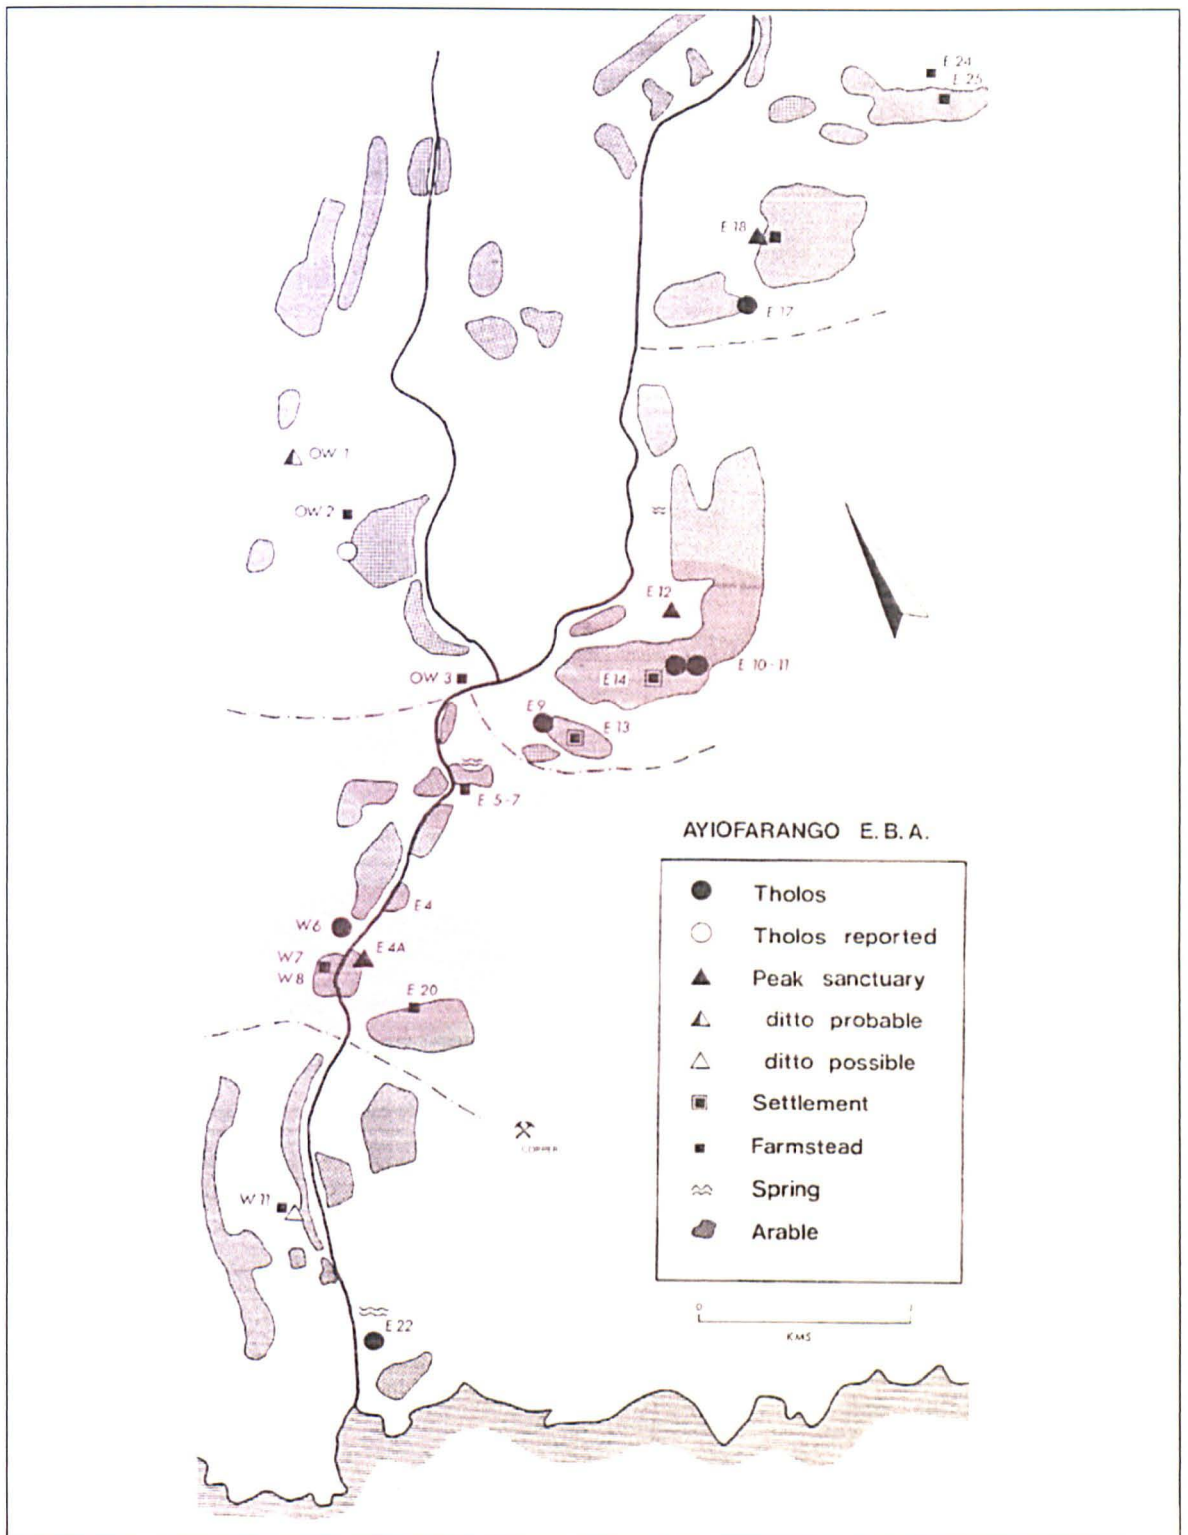 E 24
E 25
E 18
E 17
OW 1
OW 2
E 12
E 10-11
OW 3
E14
E 9
E 13
E 5-7
E 4
W6
E 4A
W7
W8
E 20
COPPER
W 11
E 22
AYIOFARANGO E. B. A.
Tholos
Tholos reported
Peak sanctuary
ditto probable
ditto possible
Settlement
Farmstead
Spring
Arable
0 1
KMS